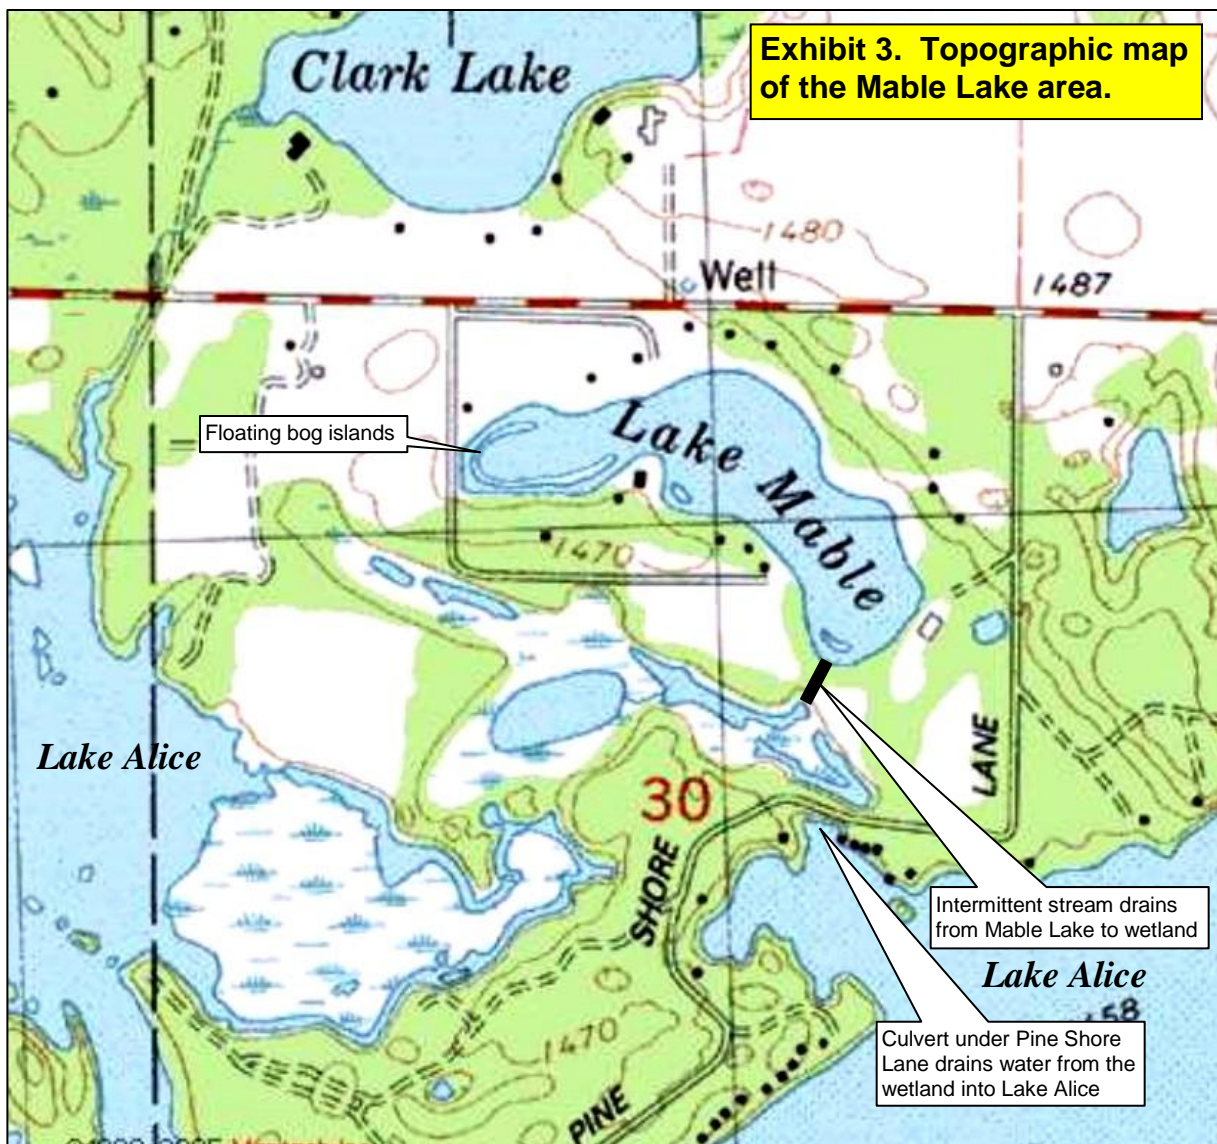 Exhibit 3. Topographic map
of the Mable Lake area.
Clark Lake
1480
Well
1487
Floating bog islands
Lake Mable
1470
Lake Alice
30
LANE
SHORE
Intermittent stream drains
from Mable Lake to wetland
Lake Alice
58
Culvert under Pine Shore
Lane drains water from the
wetland into Lake Alice
1470
PINE